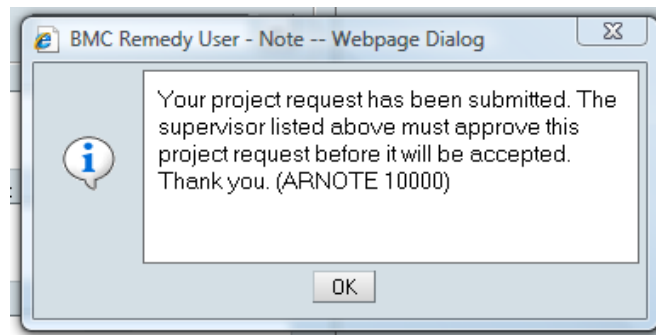 BMC Remedy User - Note -- Webpage Dialog
Your project request has been submitted. The
supervisor listed above must approve this
project request before it will be accepted.
Thank you. (ARNOTE 10000)
OK